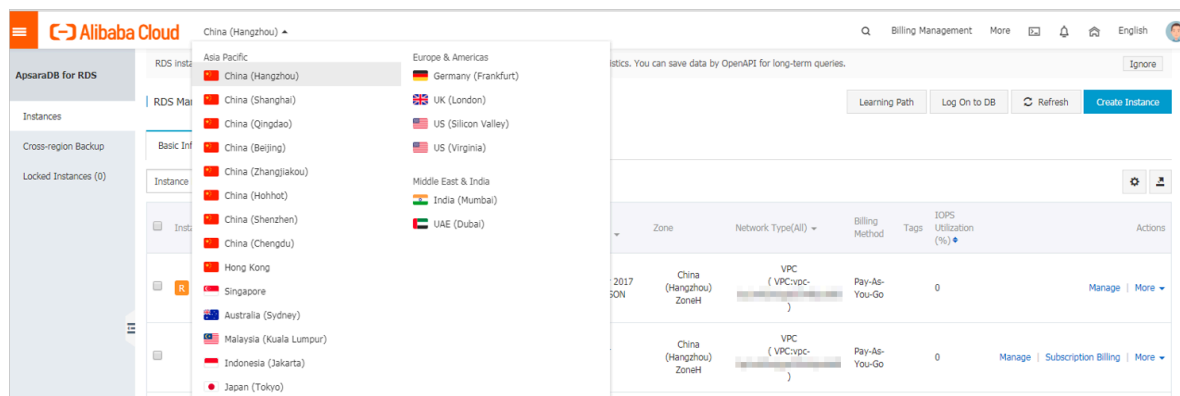 Alibaba Cloud
China (Hangzhou)
Billing Management
More
English
ApsaraDB for RDS
Instances
Cross-region Backup
Locked Instances (0)
RDS insta
istics. You can save data by OpenAPI for long-term queries.
Ignore
RDS Ma
Learning Path
Log On to DB
Refresh
Create Instance
Basic Inf
Instance
Asia Pacific
China (Hangzhou)
China (Shanghai)
China (Qingdao)
China (Beijing)
China (Zhangjiakou)
China (Hohhot)
China (Shenzhen)
China (Chengdu)
Hong Kong
Singapore
Australia (Sydney)
Malaysia (Kuala Lumpur)
Indonesia (Jakarta)
Japan (Tokyo)
Europe & Americas
Germany (Frankfurt)
UK (London)
US (Silicon Valley)
US (Virginia)
Middle East & India
India (Mumbai)
UAE (Dubai)
Insta
Zone
Network Type(All)
Billing
Method
Tags
IOPS
Utilization
(%)
Actions
R
2017
SON
China
(Hangzhou)
ZoneH
VPC
( VPC:vpc-
)
Pay-As-
You-Go
0
Manage | More
China
(Hangzhou)
ZoneH
VPC
( VPC:vpc-
)
Pay-As-
You-Go
0
Manage | Subscription Billing | More